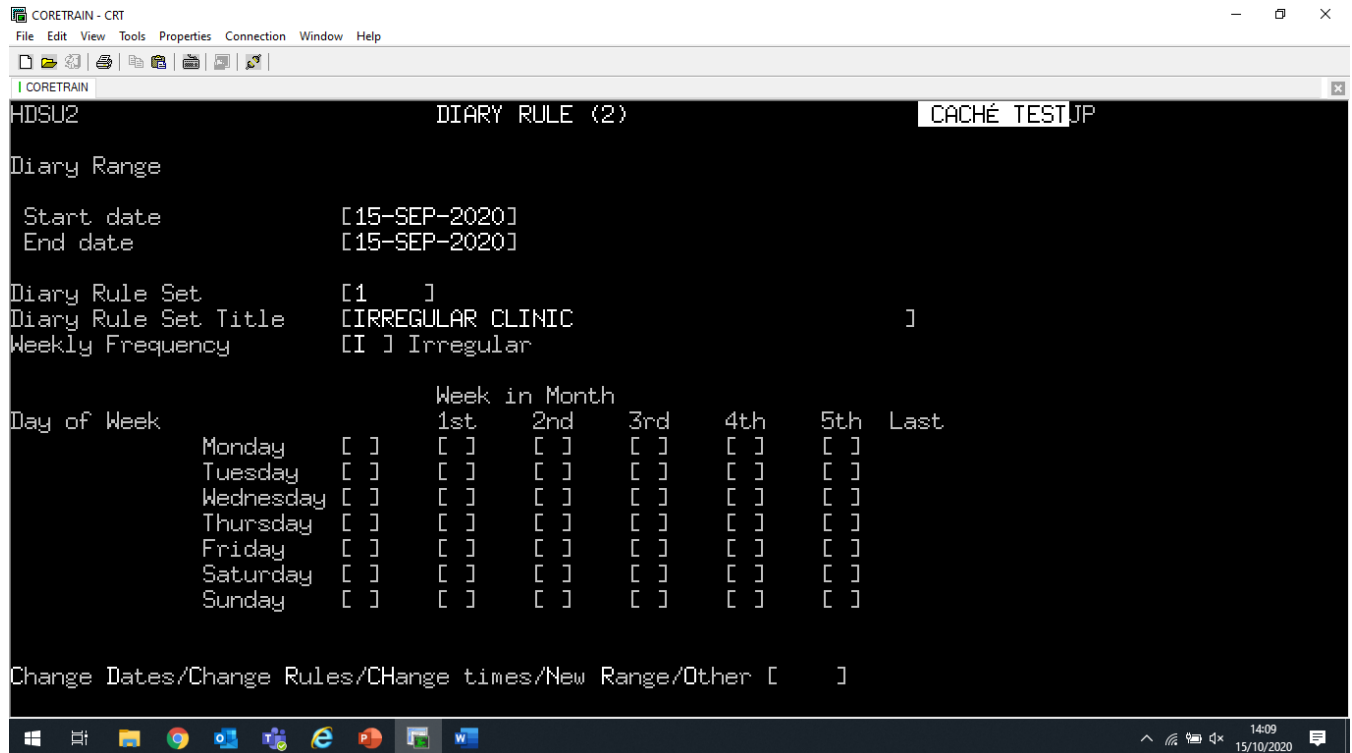 CORETRAIN - CRT
File Edit View Tools Properties Connection Window Help
CORETRAIN
HDSU2 DIARY RULE (2) CACHÉ TESTJP
Diary Range
Start date [15-SEP-2020]
End date [15-SEP-2020]
Diary Rule Set [1 ]
Diary Rule Set Title [IRREGULAR CLINIC ]
Weekly Frequency [I ] Irregular
Week in Month
Day of Week 1st 2nd 3rd 4th 5th Last
Monday [ ] [ ] [ ] [ ] [ ] [ ]
Tuesday [ ] [ ] [ ] [ ] [ ] [ ]
Wednesday [ ] [ ] [ ] [ ] [ ] [ ]
Thursday [ ] [ ] [ ] [ ] [ ] [ ]
Friday [ ] [ ] [ ] [ ] [ ] [ ]
Saturday [ ] [ ] [ ] [ ] [ ] [ ]
Sunday [ ] [ ] [ ] [ ] [ ] [ ]
Change Dates/Change Rules/CHange times/New Range/Other [ ]
14:09
15/10/2020